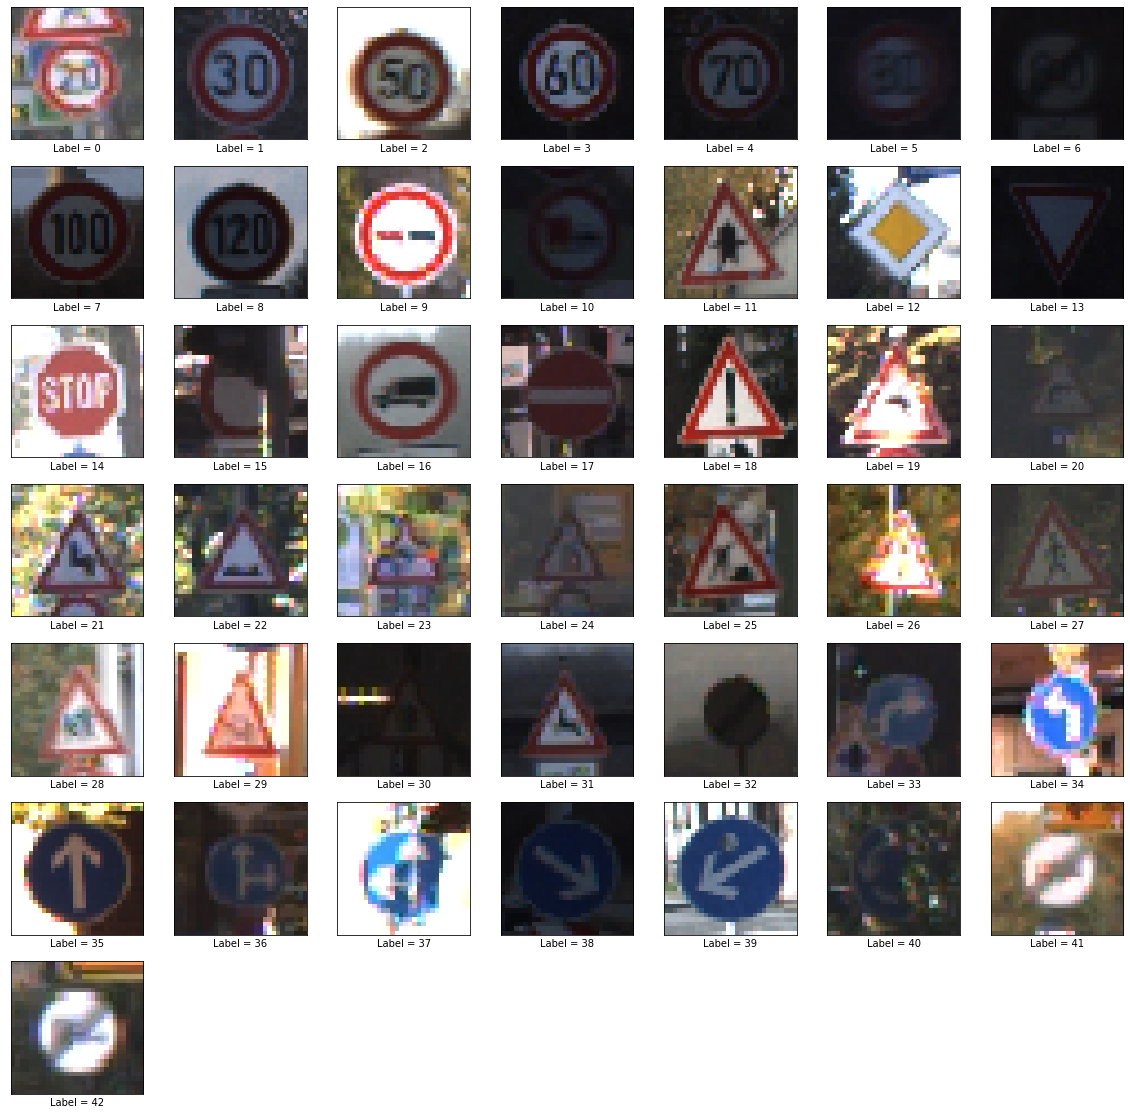 20
30
50
60
70
80
Label = 0
Label = 1
Label = 2
Label = 3
Label = 4
Label = 5
Label = 6
100
120
Label = 7
Label = 8
Label = 9
Label = 10
Label = 11
Label = 12
Label = 13
STOP
Label = 14
Label = 15
Label = 16
Label = 17
Label = 18
Label = 19
Label = 20
Label = 21
Label = 22
Label = 23
Label = 24
Label = 25
Label = 26
Label = 27
Label = 28
Label = 29
Label = 30
Label = 31
Label = 32
Label = 33
Label = 34
Label = 35
Label = 36
Label = 37
Label = 38
Label = 39
Label = 40
Label = 41
Label = 42